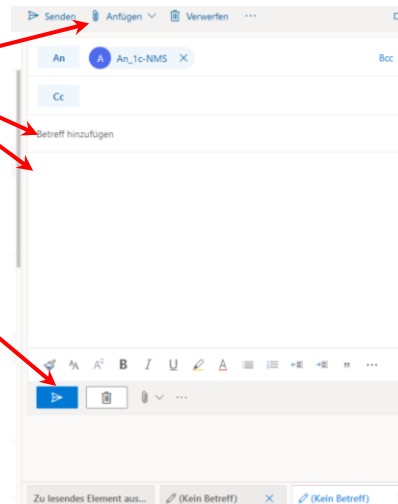 Senden Anfügen Verwerfen ...
An A An_1c-NMS Bcc
Cc
Betreff hinzufügen
B I U A
Zu lesendes Element aus... (Kein Betreff) (Kein Betreff)